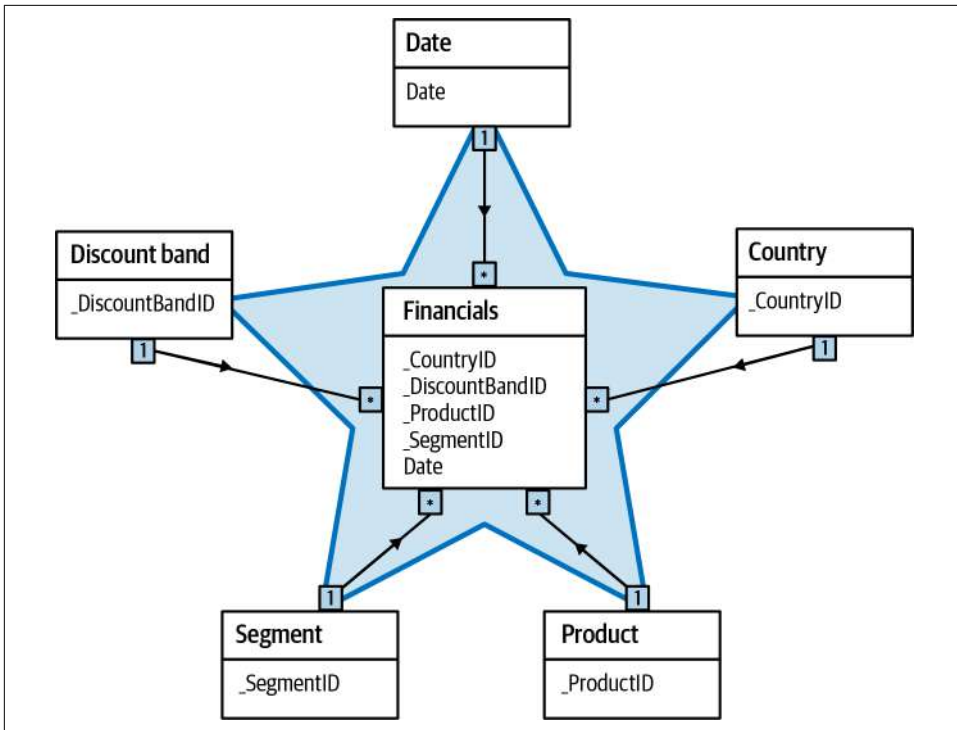 Date
Date
1
*
Discount band
_DiscountBandID
1
*
Country
_CountryID
1
*
Financials
_CountryID
_DiscountBandID
_ProductID
_SegmentID
Date
*
*
1
1
Segment
_SegmentID
Product
_ProductID